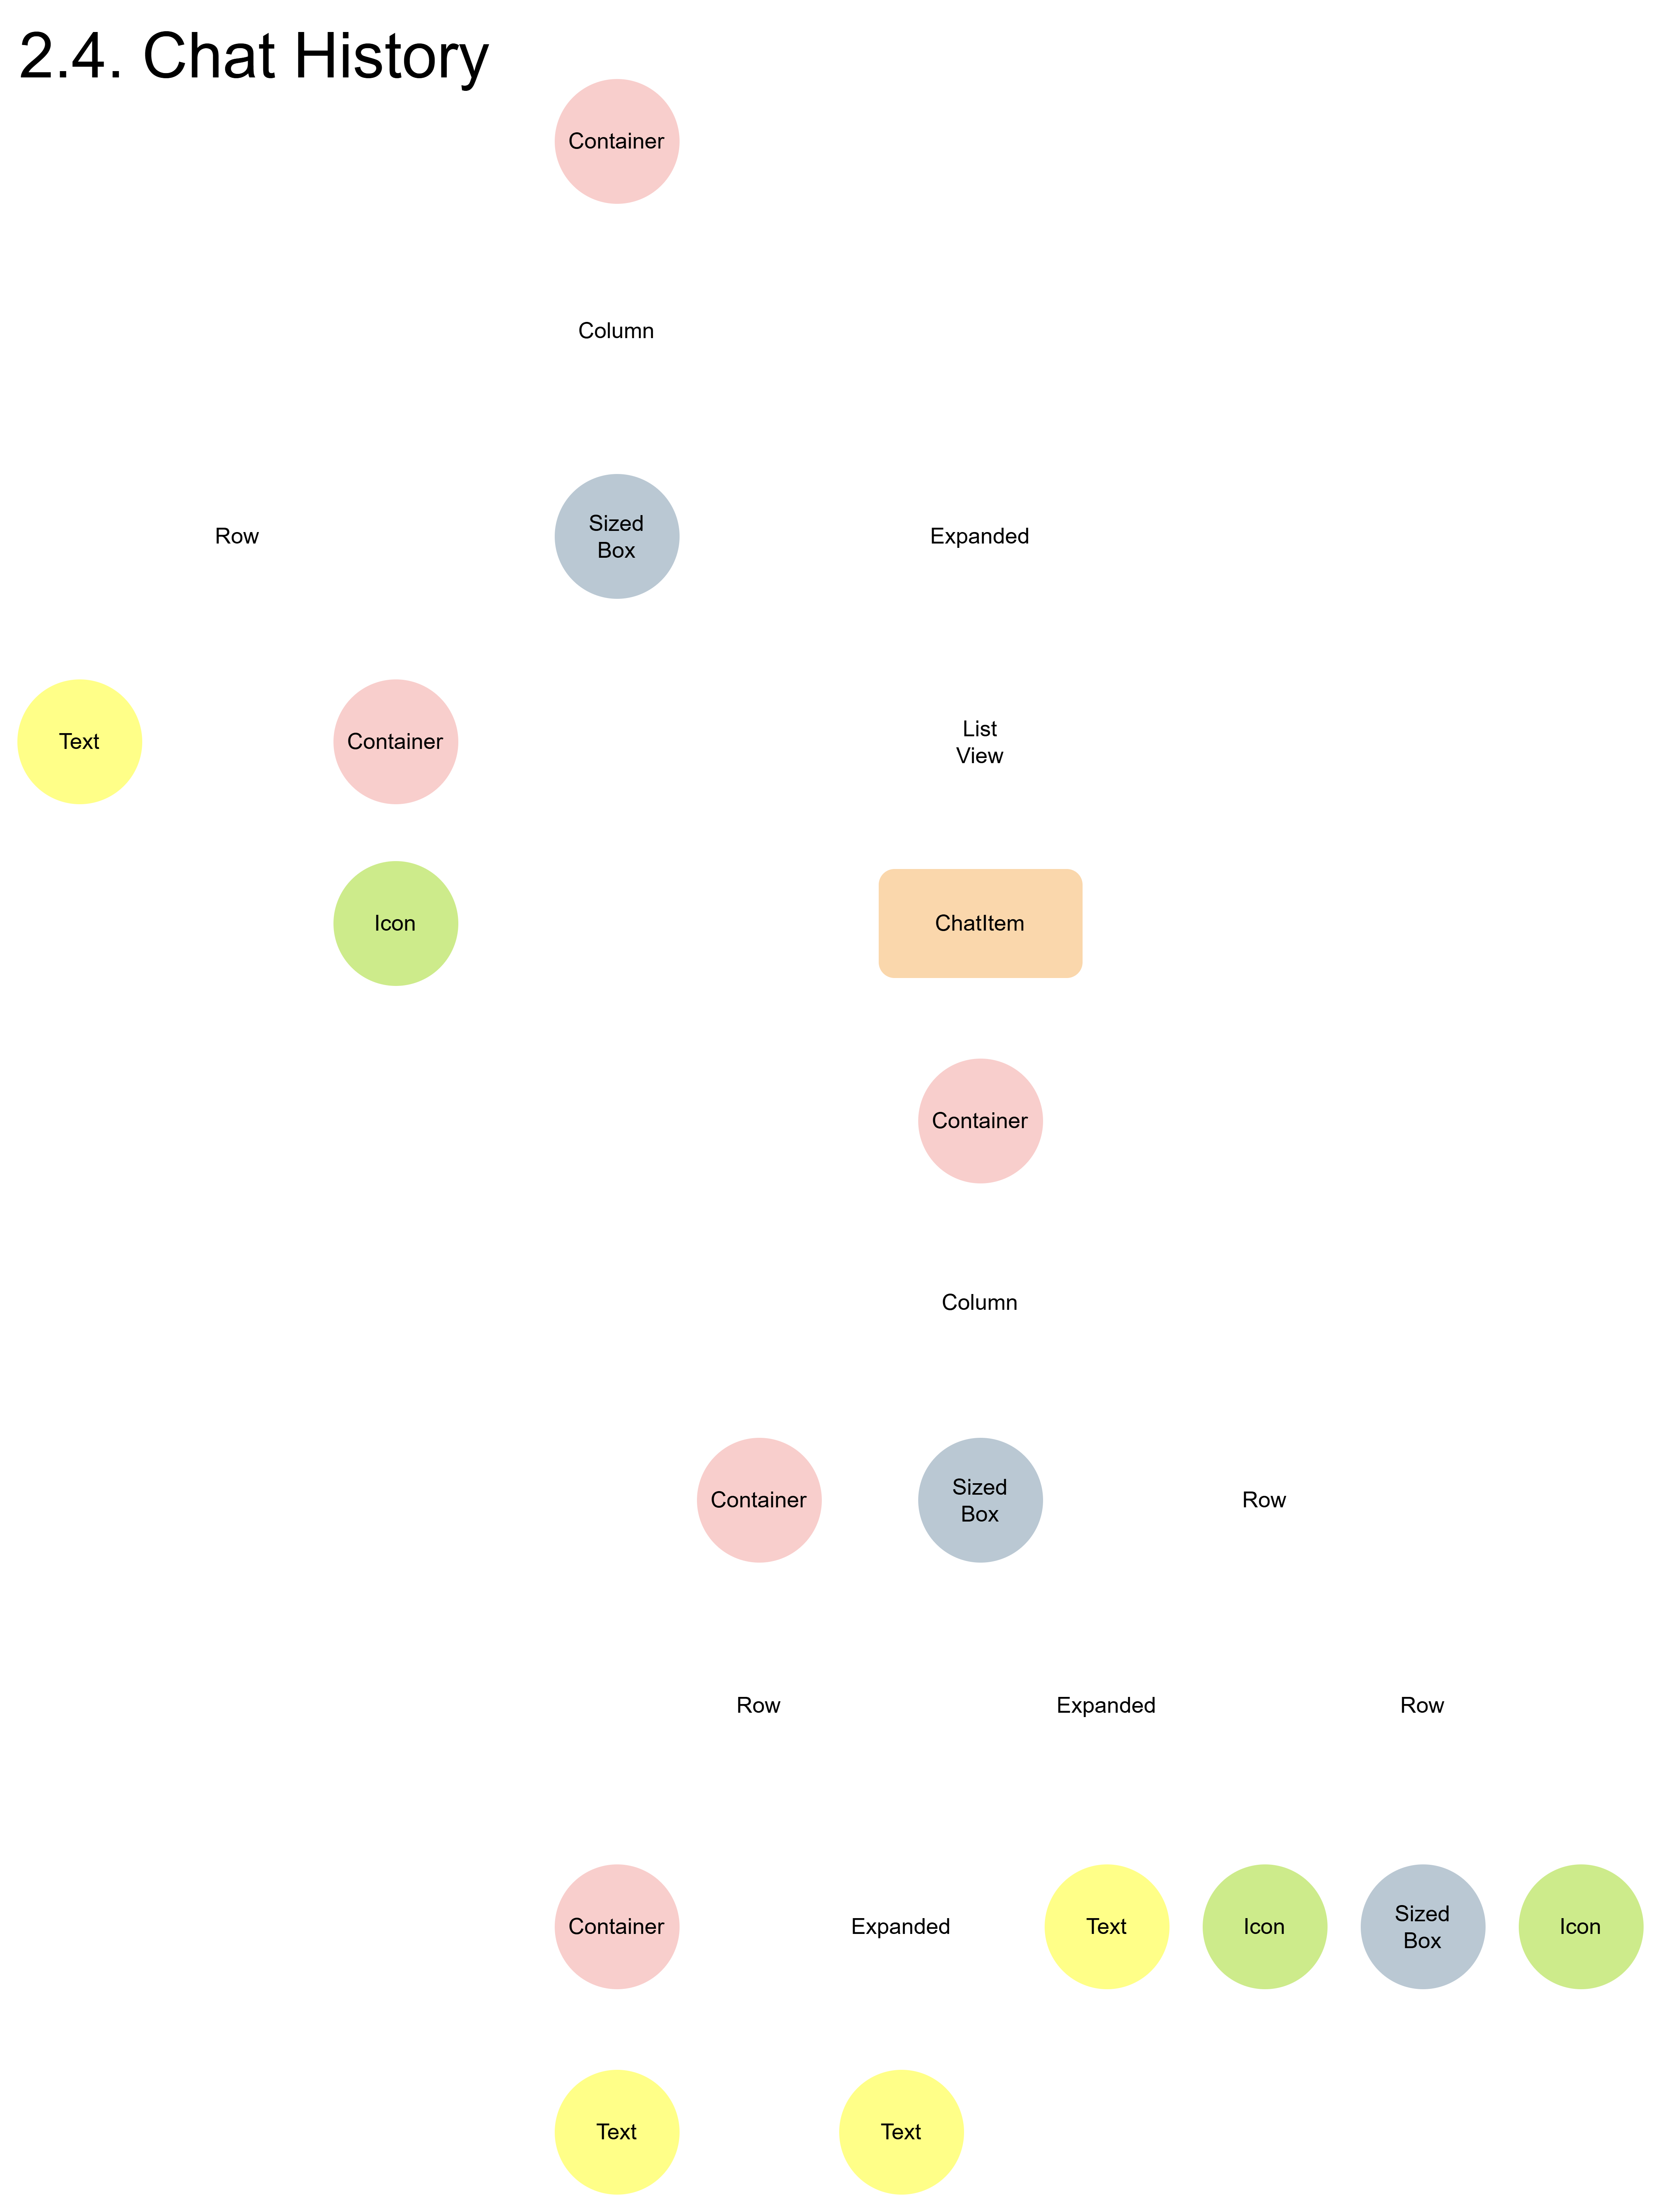 2.4. Chat History
Container
Column
Row
Sized
Box
Expanded
Text
Container
List
View
Icon
ChatItem
Container
Column
Container
Sized
Box
Row
Row
Expanded
Row
Container
Expanded
Text
Icon
Sized
Box
Icon
Text
Text